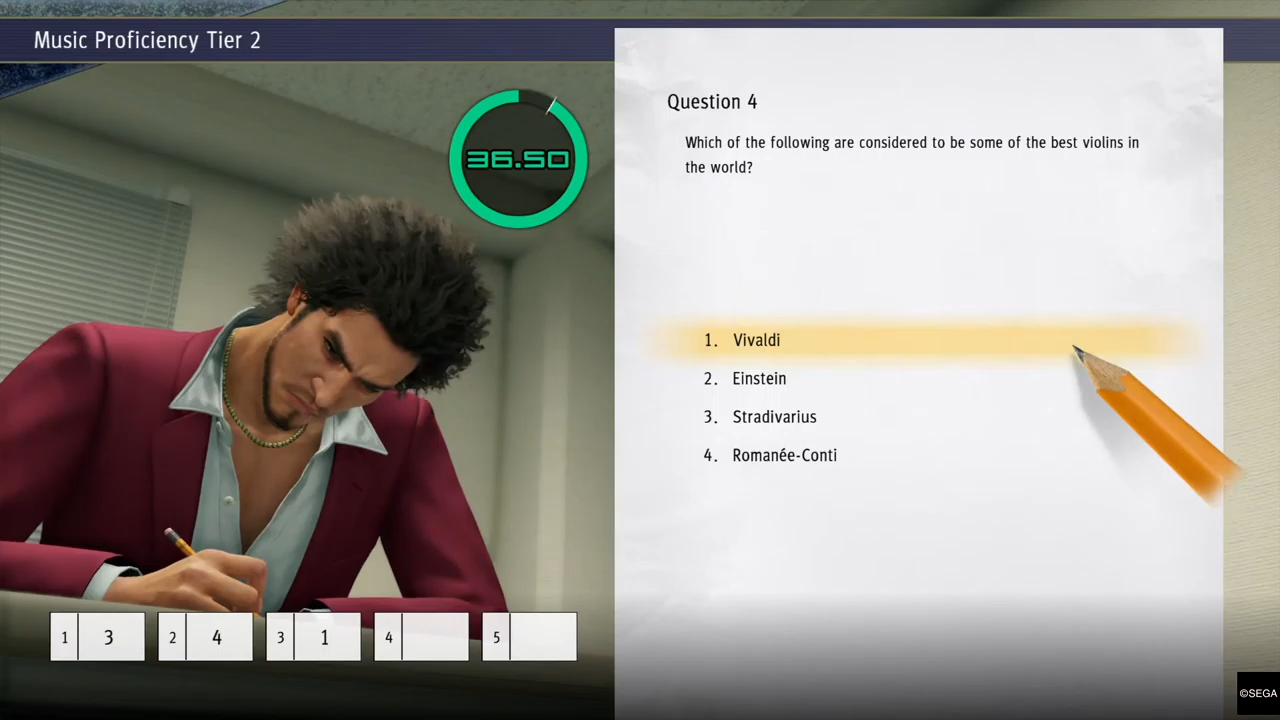 Music Proficiency Tier 2
36.50
Question 4
Which of the following are considered to be some of the best violins in
the world?
1. Vivaldi
2. Einstein
3. Stradivarius
4. Romanée-Conti
1 3 2 4 3 1 4 5
©SEGA